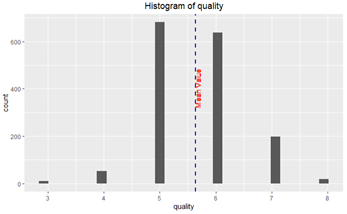 Histogram of quality
600
400
200
0
count
Mean Value
3 4 5 6 7 8
quality